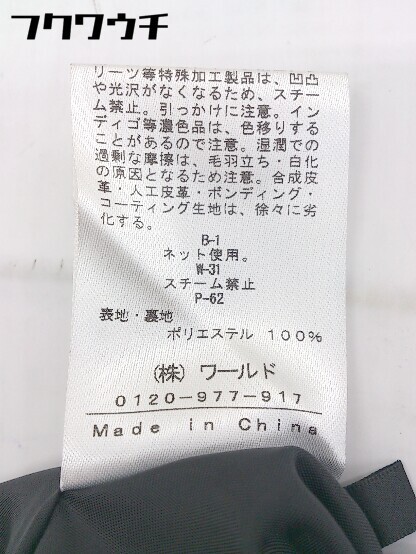 フクワウチ
リーツ等特殊加工製品は、凹凸
や光沢がなくなるため、スチー
ム禁止。引っかけに注意。イン
ディゴ等濃色品は、色移りする
ことがあるので注意。湿潤での
過剰な摩擦は、毛羽立ち・白化
の原因となるため注意。合成皮
革・人工皮革・ボンディング・
コーティング生地は、徐々に劣
化する。
B-1
ネット使用。
W-31
スチーム禁止
P-62
表地・裏地
ポリエステル 100%
(株) ワールド
0120-977-917
Made in China